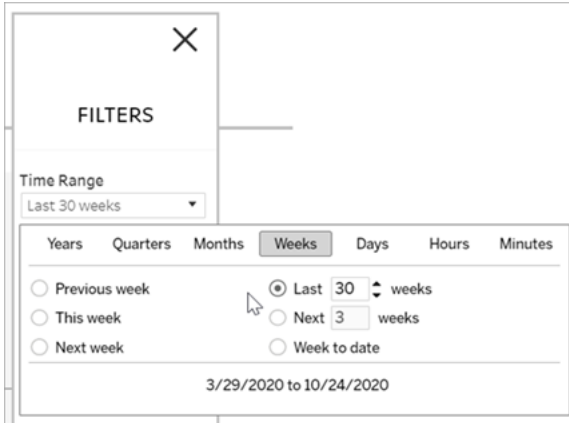 FILTERS
Time Range
Last 30 weeks
Years Quarters Months Weeks Days Hours Minutes
Previous week Last 30 weeks
This week Next 3 weeks
Next week Week to date
3/29/2020 to 10/24/2020